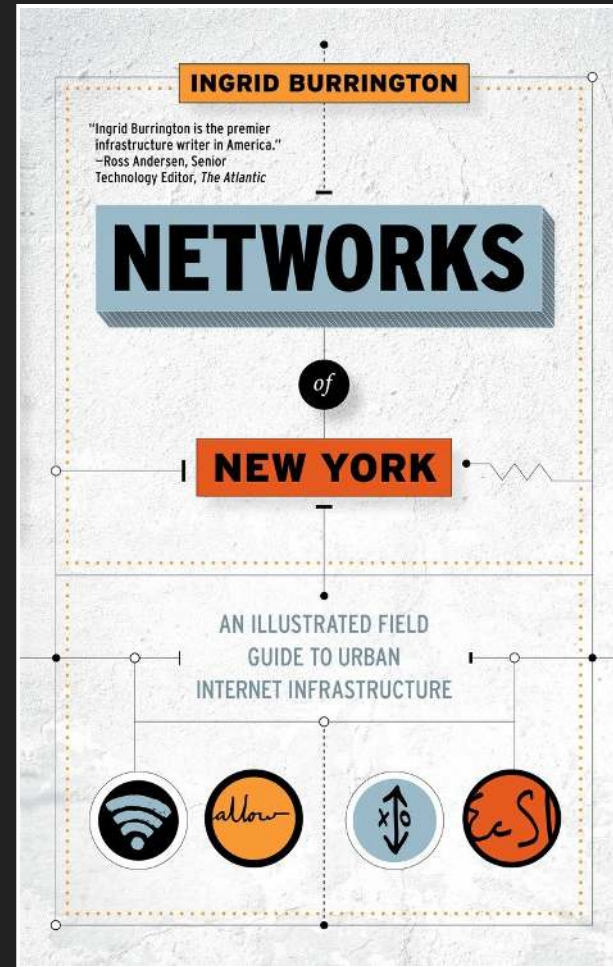 INGRID BURRINGTON
"Ingrid Burrington is the premier
infrastructure writer in America."
—Ross Andersen, Senior
Technology Editor, The Atlantic
NETWORKS
of
NEW YORK
AN ILLUSTRATED FIELD
GUIDE TO URBAN
INTERNET INFRASTRUCTURE
allow
XO